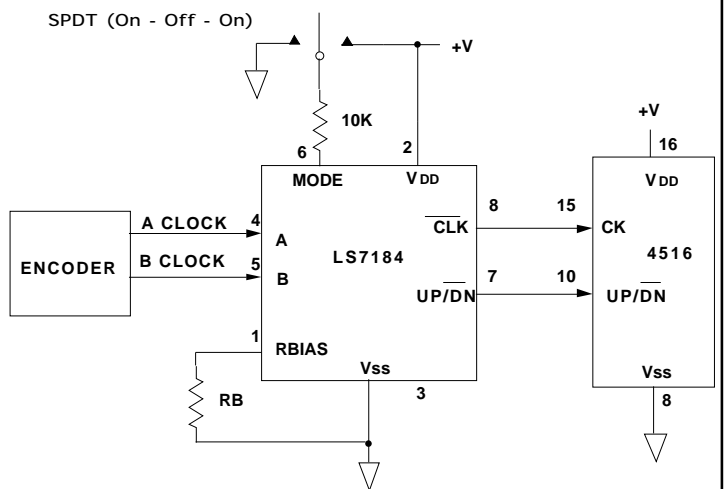 SPDT (On - Off - On)
+V
10K
+V
6
2
16
MODE
VDD
VDD
8
15
A CLOCK
4
CLK
CK
A
ENCODER
LS7184
4516
B CLOCK
5
B
7
10
UP/DN
UP/DN
1
RBIAS
Vss
Vss
RB
3
8